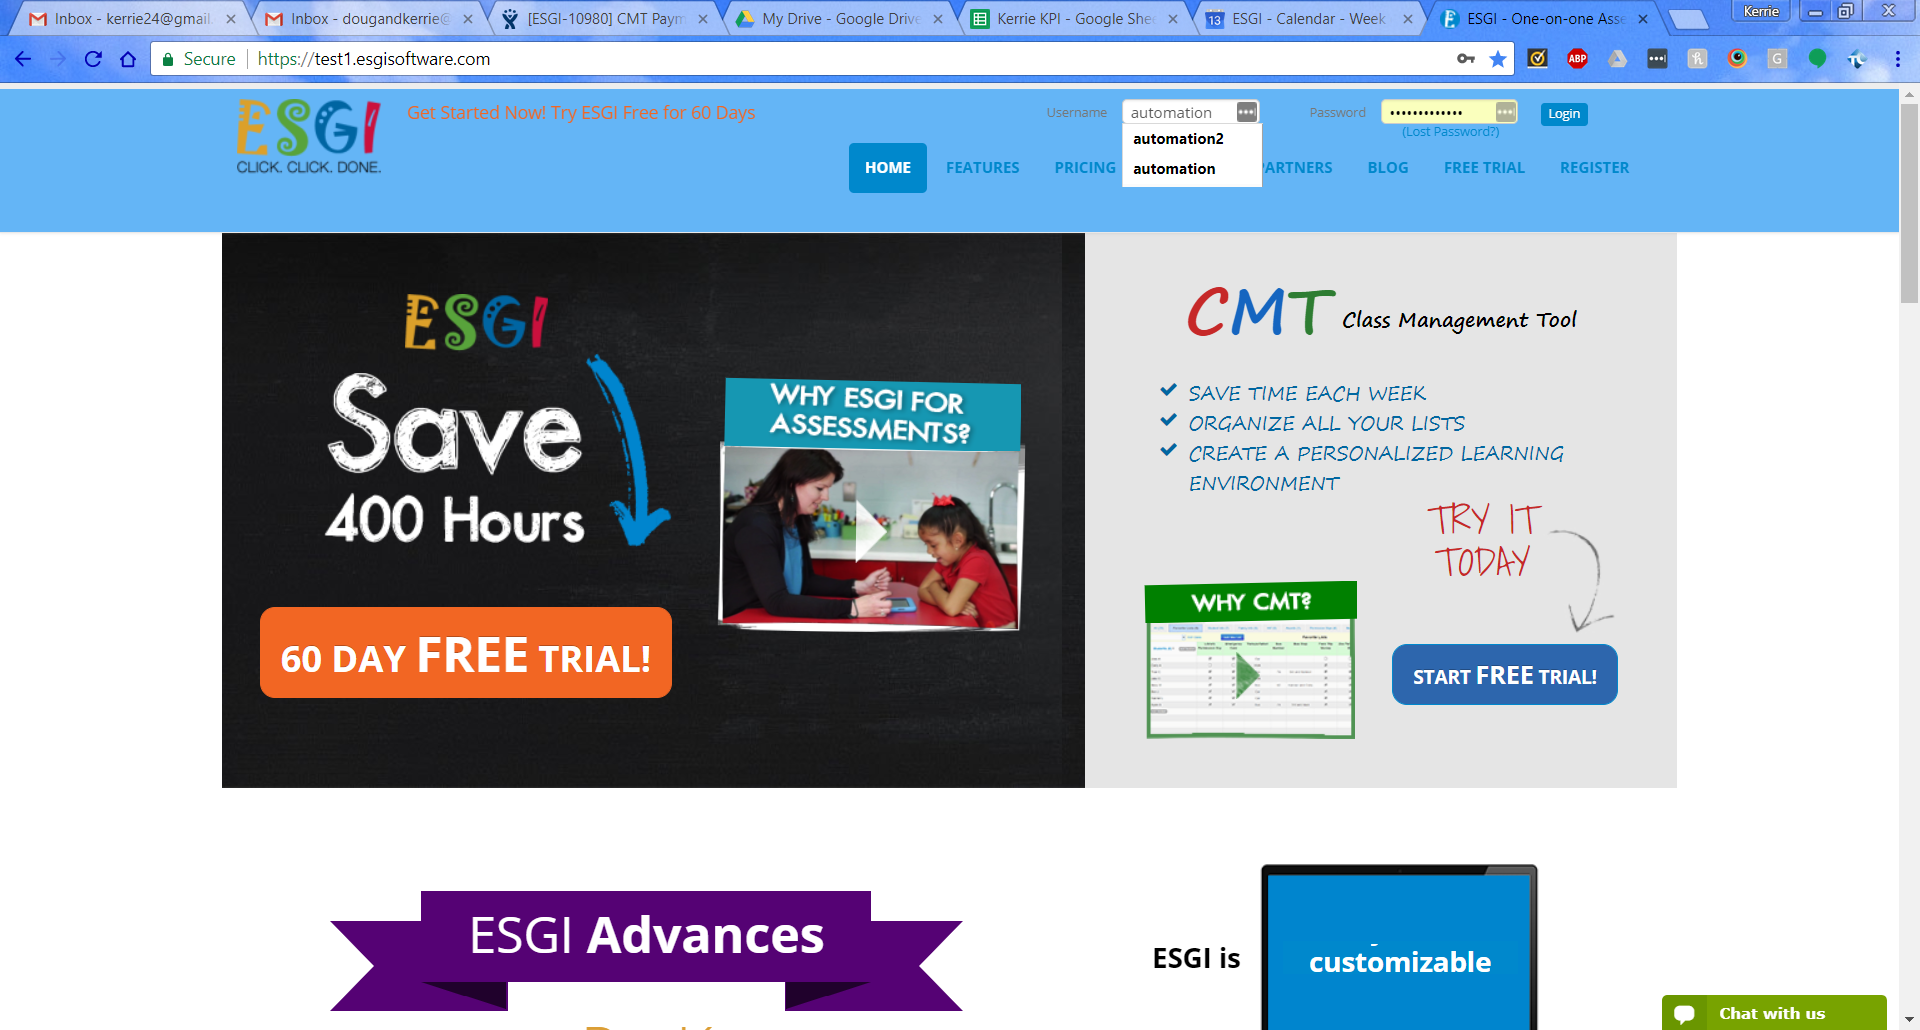 Inbox - kerrie24@gmail.
Inbox - dougandkerrie@
[ESGI-10980] CMT Paym
My Drive - Google Drive
Kerrie KPI - Google Shee
13
ESGI - Calendar - Week
ESGI - One-on-one Asse
Kerrie
Secure
https://test1.esgisoftware.com
ABP
G
ESGI
CLICK. CLICK. DONE.
Get Started Now! Try ESGI Free for 60 Days
Username
automation
Password
Login
(Lost Password?)
automation2
automation
HOME
FEATURES
PRICING
PARTNERS
BLOG
FREE TRIAL
REGISTER
ESGI
Save
400 Hours
60 DAY FREE TRIAL!
WHY ESGI FOR
ASSESSMENTS?
CMT Class Management Tool
SAVE TIME EACH WEEK
ORGANIZE ALL YOUR LISTS
CREATE A PERSONALIZED LEARNING
ENVIRONMENT
TRY IT
TODAY
WHY CMT?
START FREE TRIAL!
ESGI Advances
ESGI is
customizable
Chat with us